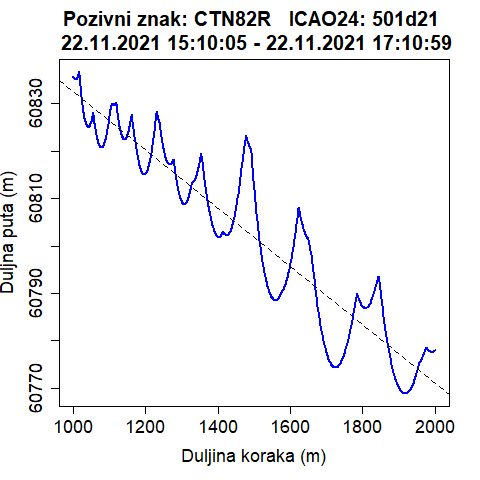 Pozivni znak: CTN82R   ICAO24: 501d21
22.11.2021 15:10:05 - 22.11.2021 17:10:59
Duljna puta (m)
60830
60810
60790
60770
1000 1200 1400 1600 1800 2000
Duljina koraka (m)